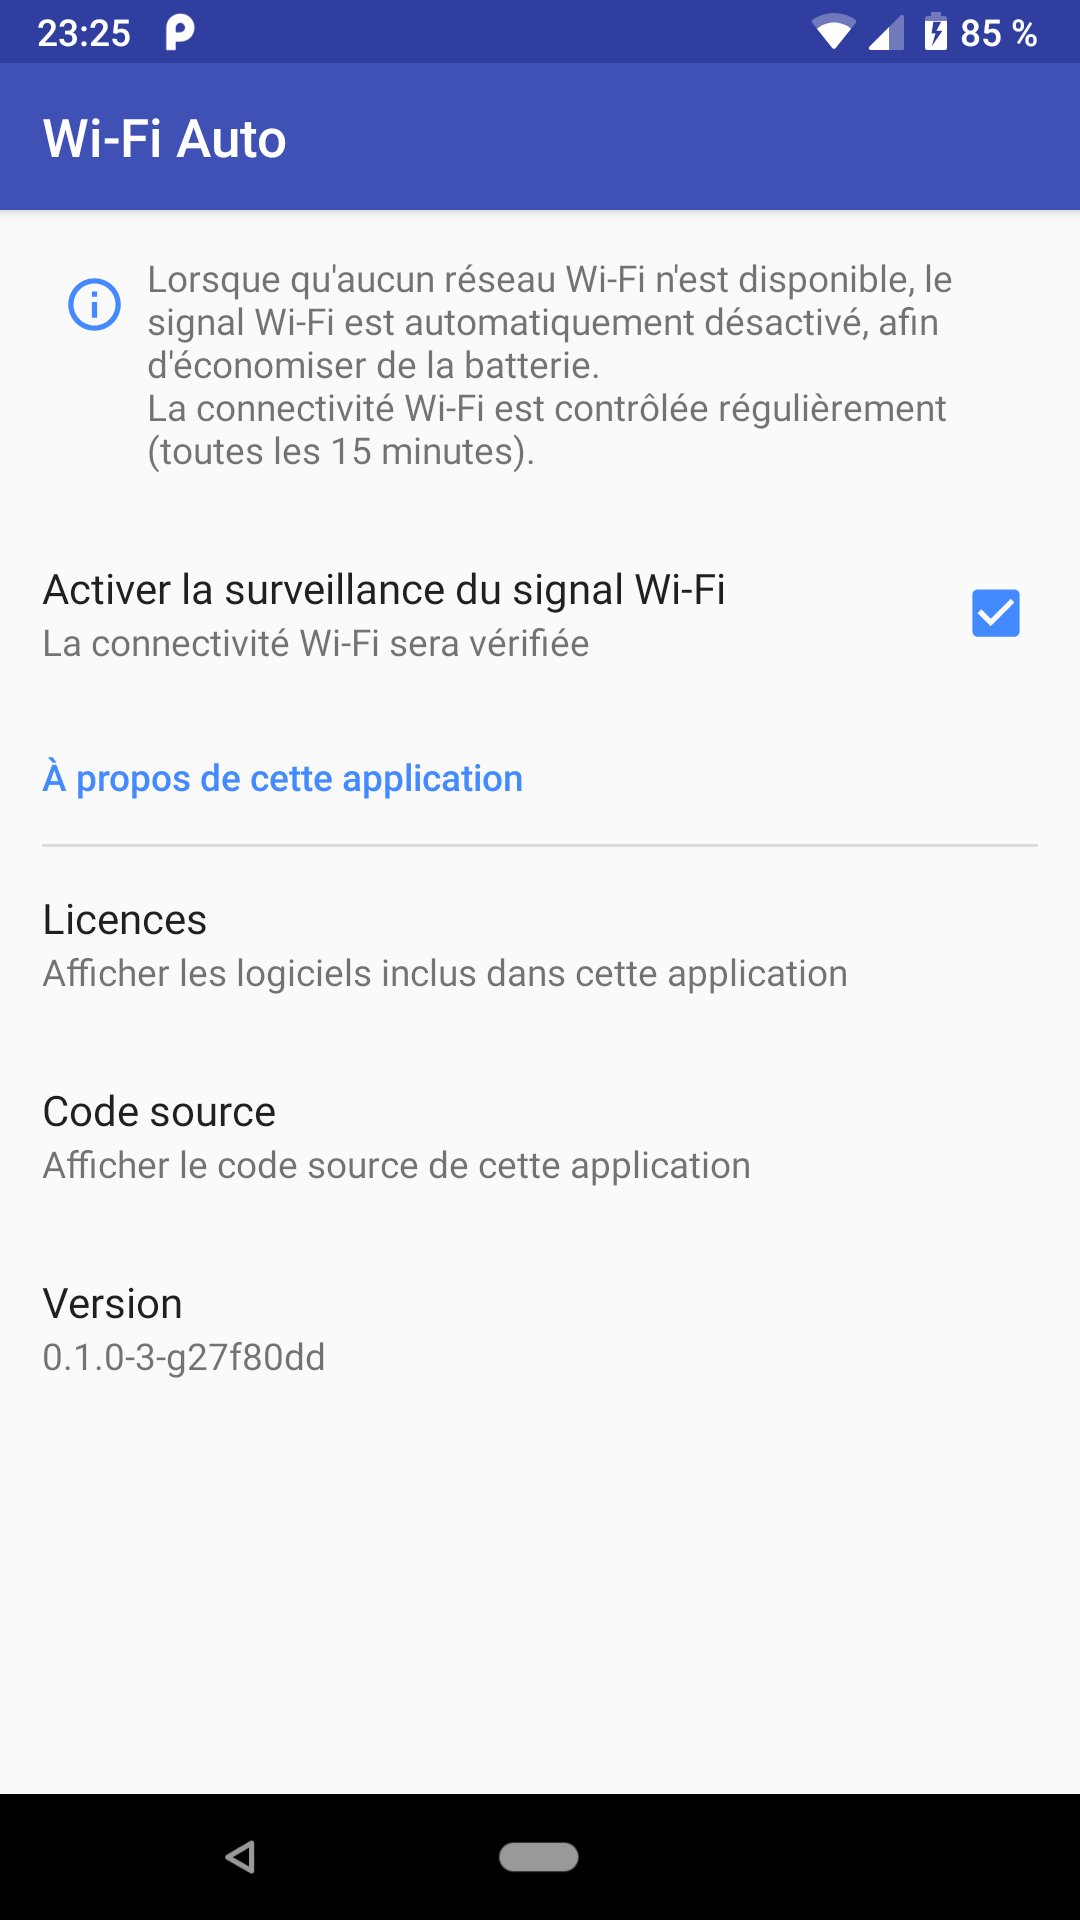 23:25
85 %
Wi-Fi Auto
Lorsque qu'aucun réseau Wi-Fi n'est disponible, le
signal Wi-Fi est automatiquement désactivé, afin
d'économiser de la batterie.
La connectivité Wi-Fi est contrôlée régulièrement
(toutes les 15 minutes).
Activer la surveillance du signal Wi-Fi
La connectivité Wi-Fi sera vérifiée
À propos de cette application
Licences
Afficher les logiciels inclus dans cette application
Code source
Afficher le code source de cette application
Version
0.1.0-3-g27f80dd